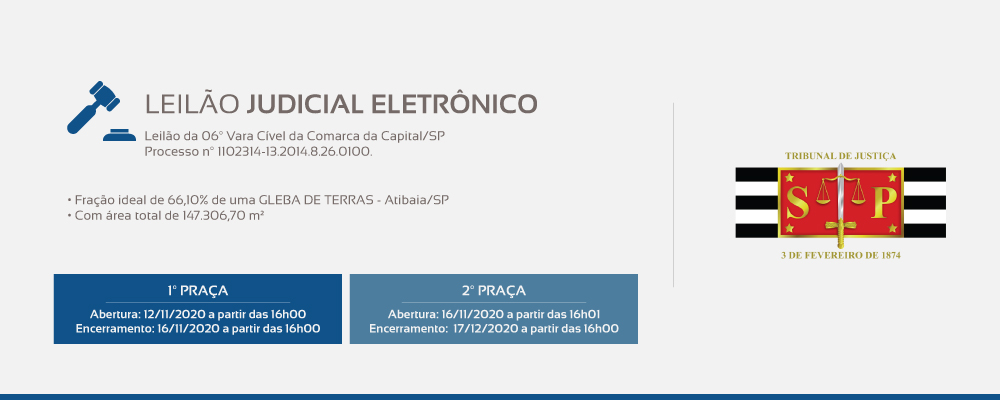 LEILÃO JUDICIAL ELETRÔNICO
Leilão da 06° Vara Cível da Comarca da Capital/SP
Processo n° 1102314-13.2014.8.26.0100.
• Fração ideal de 66,10% de uma GLEBA DE TERRAS - Atibaia/SP
• Com área total de 147.306,70 m²
1° PRAÇA
Abertura: 12/11/2020 a partir das 16h00
Encerramento: 16/11/2020 a partir das 16h00
2° PRAÇA
Abertura: 16/11/2020 a partir das 16h01
Encerramento: 17/12/2020 a partir das 16h00
TRIBUNAL DE JUSTIÇA
S P
3 DE FEVEREIRO DE 1874